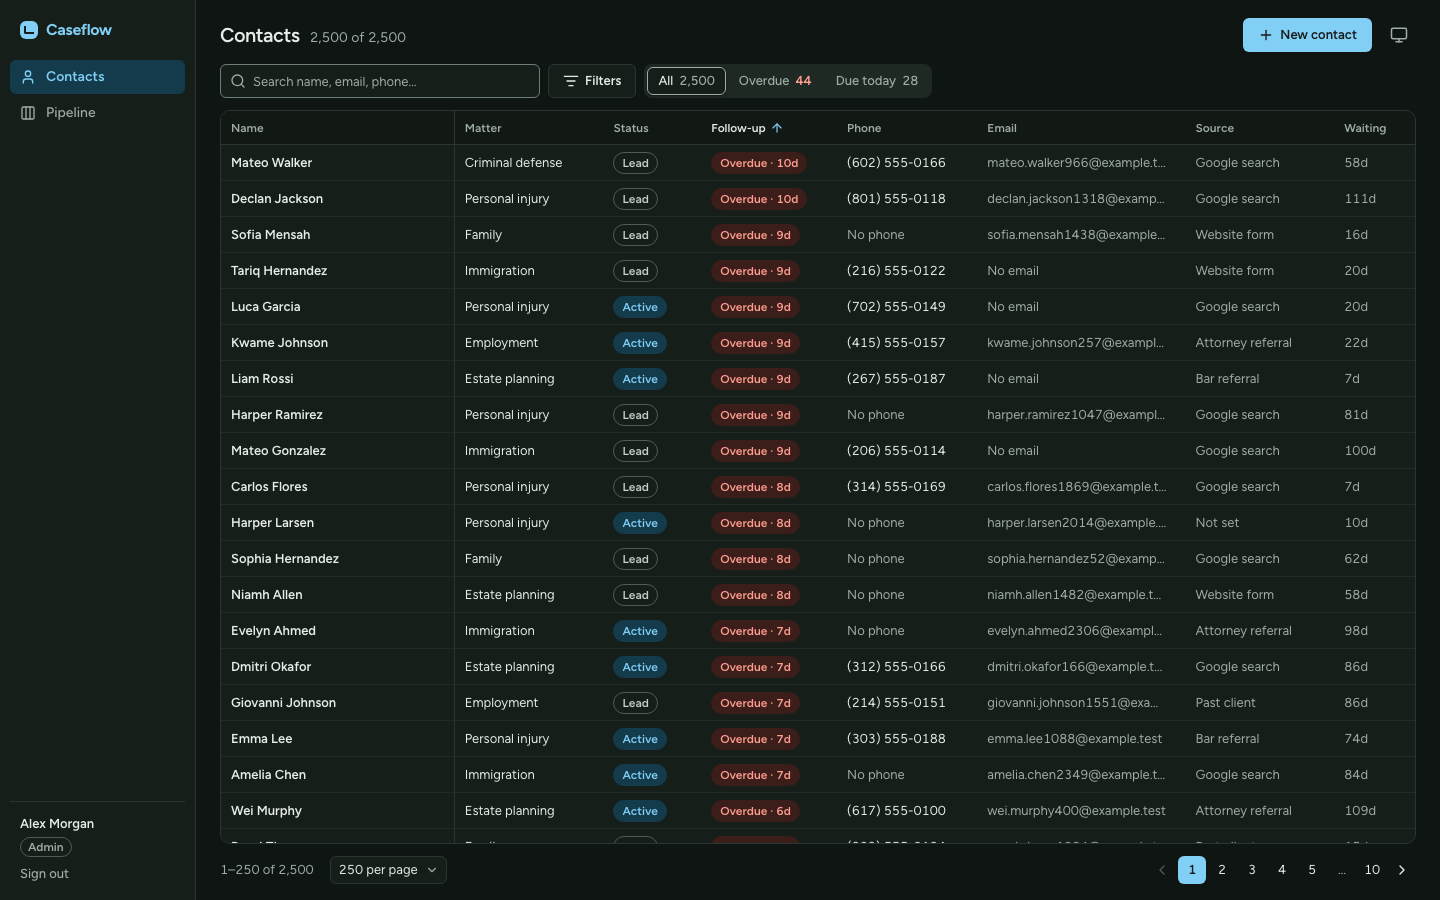 Caseflow
Contacts
Pipeline
Alex Morgan
Admin
Sign out
Contacts 2,500 of 2,500
New contact
Search name, email, phone...
Filters
All 2,500 Overdue 44 Due today 28
Name Matter Status Follow-up Phone Email Source Waiting
Mateo Walker Criminal defense Lead Overdue · 10d (602) 555-0166 mateo.walker966@example.t... Google search 58d
Declan Jackson Personal injury Lead Overdue · 10d (801) 555-0118 declan.jackson1318@examp... Google search 111d
Sofia Mensah Family Lead Overdue · 9d No phone sofia.mensah1438@example... Website form 16d
Tariq Hernandez Immigration Lead Overdue · 9d (216) 555-0122 No email Website form 20d
Luca Garcia Personal injury Active Overdue · 9d (702) 555-0149 No email Google search 20d
Kwame Johnson Employment Active Overdue · 9d (415) 555-0157 kwame.johnson257@exampl... Attorney referral 22d
Liam Rossi Estate planning Active Overdue · 9d (267) 555-0187 No email Bar referral 7d
Harper Ramirez Personal injury Lead Overdue · 9d No phone harper.ramirez1047@exampl... Google search 81d
Mateo Gonzalez Immigration Lead Overdue · 9d (206) 555-0114 No email Google search 100d
Carlos Flores Personal injury Lead Overdue · 8d (314) 555-0169 carlos.flores1869@example.t... Google search 7d
Harper Larsen Personal injury Active Overdue · 8d No phone harper.larsen2014@example.... Not set 10d
Sophia Hernandez Family Lead Overdue · 8d No phone sophia.hernandez52@examp... Google search 62d
Niamh Allen Estate planning Lead Overdue · 8d No phone niamh.allen1482@example.t... Website form 58d
Evelyn Ahmed Immigration Active Overdue · 7d No phone evelyn.ahmed2306@exampl... Attorney referral 98d
Dmitri Okafor Estate planning Active Overdue · 7d (312) 555-0166 dmitri.okafor166@example.t... Google search 86d
Giovanni Johnson Employment Lead Overdue · 7d (214) 555-0151 giovanni.johnson1551@exa... Past client 86d
Emma Lee Personal injury Active Overdue · 7d (303) 555-0188 emma.lee1088@example.test Bar referral 74d
Amelia Chen Immigration Active Overdue · 7d No phone amelia.chen2349@example.t... Google search 84d
Wei Murphy Estate planning Active Overdue · 6d (617) 555-0100 wei.murphy400@example.test Attorney referral 109d
1–250 of 2,500 250 per page 1 2 3 4 5 ... 10